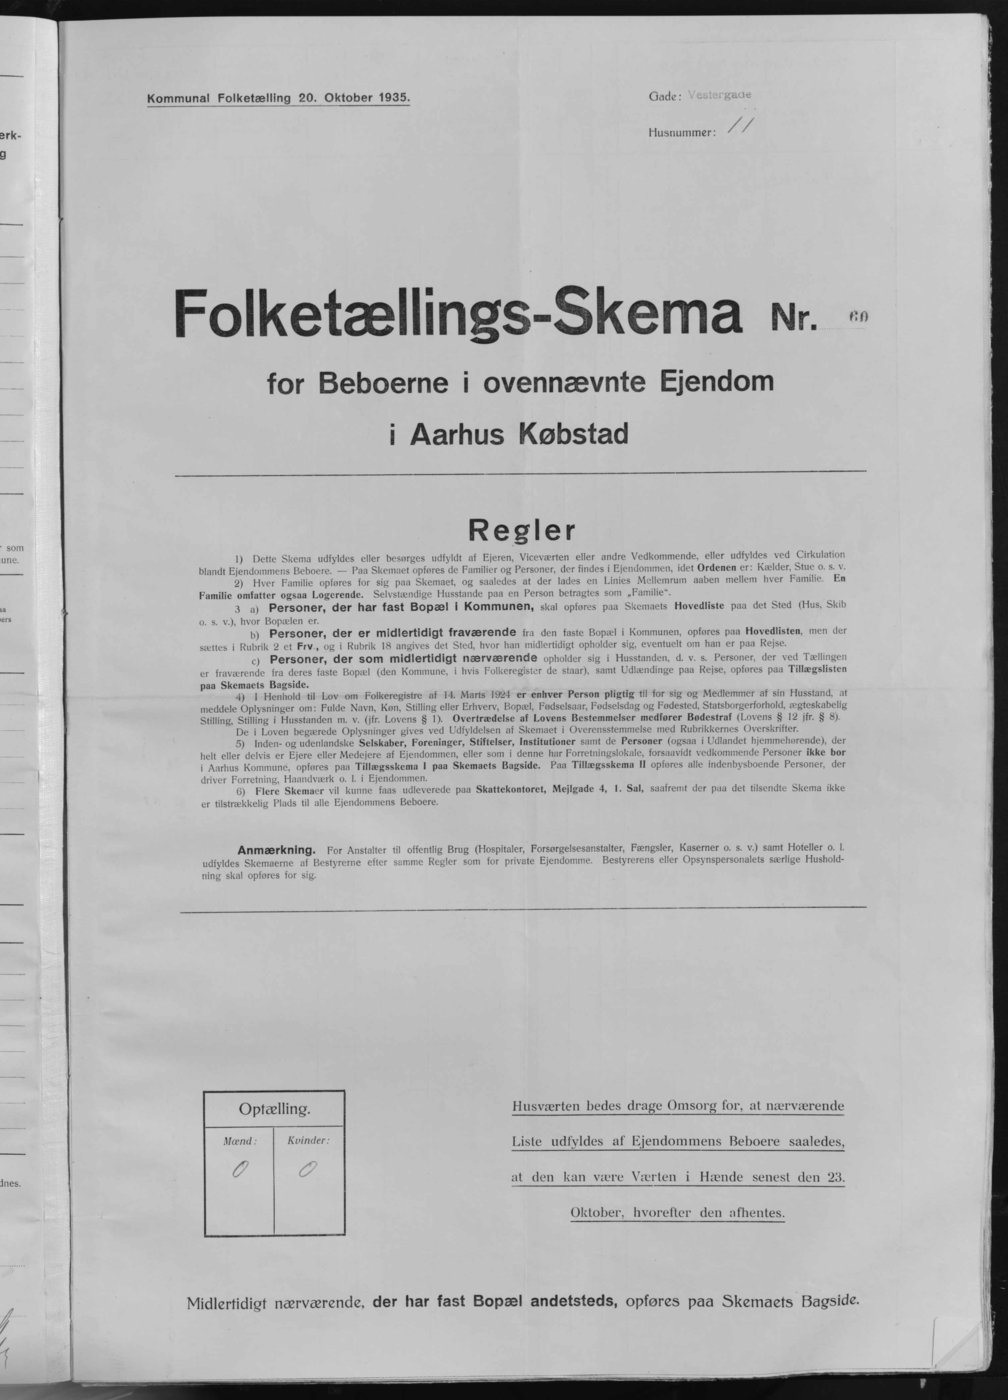 Kommunal Folketælling 20. Oktober 1935.
Gade: Vestergade
Husnummer: 11
Folketællings-Skema Nr. 60
for Beboerne i ovennævnte Ejendom
i Aarhus Købstad
Regler
1) Dette Skema udfyldes eller besørges udfyldt af Ejeren, Viceværten eller andre Vedkommende, eller udfyldes ved Cirkulation
blandt Ejendommens Beboere. — Paa Skemaet opføres de Familier og Personer, der findes i Ejendommen, idet Ordenen er: Kælder, Stue o. s. v.
2) Hver Familie opføres for sig paa Skemaet, og saaledes at der lades en Linies Mellemrum aaben mellem hver Familie. En
Familie omfatter ogsaa Logerende. Selvstændige Husstande paa en Person betragtes som „Familie“.
3 a) Personer, der har fast Bopæl i Kommunen, skal opføres paa Skemaets Hovedliste paa det Sted (Hus, Skib
o. s. v.), hvor Bopælen er.
b) Personer, der er midlertidigt fraværende fra den faste Bopæl i Kommunen, opføres paa Hovedlisten, men der
sættes i Rubrik 2 et Frv., og i Rubrik 18 angives det Sted, hvor han midlertidigt opholder sig, eventuelt om han er paa Rejse.
c) Personer, der som midlertidigt nærværende opholder sig i Husstanden, d. v. s. Personer, der ved Tællingen
er fraværende fra deres faste Bopæl (den Kommune, i hvis Folkeregister de staar), samt Udlændinge paa Rejse, opføres paa Tillægslisten
paa Skemaets Bagside.
4) I Henhold til Lov om Folkeregistre af 14. Marts 1924 er enhver Person pligtig til for sig og Medlemmer af sin Husstand, at
meddele Oplysninger om: Fulde Navn, Køn, Stilling eller Erhverv, Bopæl, Fødselsaar, Fødselsdag og Fødested, Statsborgerforhold, ægteskabelig
Stilling, Stilling i Husstanden m. v. (jfr. Lovens § 1). Overtrædelse af Lovens Bestemmelser medfører Bødestraf (Lovens § 12 jfr. § 8).
De i Loven begærede Oplysninger gives ved Udfyldelsen af Skemaet i Overensstemmelse med Rubrikkernes Overskrifter.
5) Inden- og udenlandske Selskaber, Foreninger, Stiftelser, Institutioner samt de Personer (ogsaa i Udlandet hjemmehørende), der
helt eller delvis er Ejere eller Medejere af Ejendommen, eller som i denne har Forretningslokale, forsaavidt vedkommende Personer ikke bor
i Aarhus Kommune, opføres paa Tillægsskema I paa Skemaets Bagside. Paa Tillægsskema II opføres alle indenbysboende Personer, der
driver Forretning, Haandværk o. l. i Ejendommen.
6) Flere Skemaer vil kunne faas udleverede paa Skattekontoret, Mejlgade 4, 1. Sal, saafremt der paa det tilsendte Skema ikke
er tilstrækkelig Plads til alle Ejendommens Beboere.
Anmærkning. For Anstalter til offentlig Brug (Hospitaler, Forsørgelsesanstalter, Fængsler, Kaserner o. s. v.) samt Hoteller o. l.
udfyldes Skemaerne af Bestyrerne efter samme Regler som for private Ejendomme. Bestyrerens eller Opsynspersonalets særlige Hushold-
ning skal opføres for sig.
Optælling.
Mænd: Kvinder:
0 0
Husværten bedes drage Omsorg for, at nærværende
Liste udfyldes af Ejendommens Beboere saaledes,
at den kan være Værten i Hænde senest den 23.
Oktober, hvorefter den afhentes.
Midlertidigt nærværende, der har fast Bopæl andetsteds, opføres paa Skemaets Bagside.